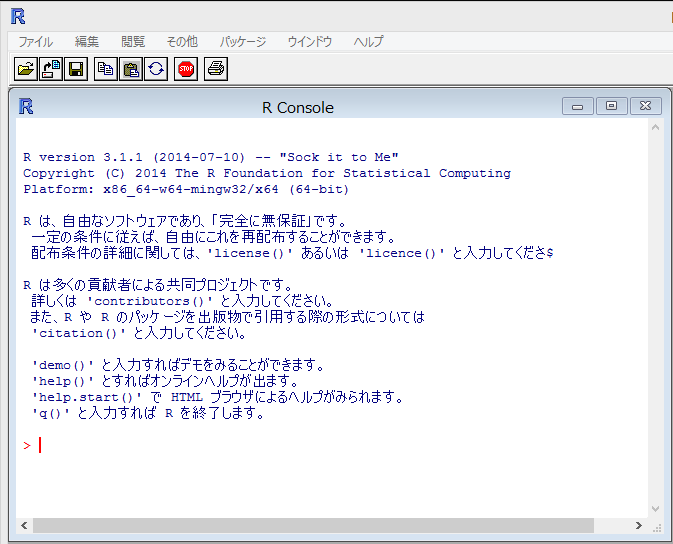 R
ファイル 編集 閲覧 その他 パッケージ ウインドウ ヘルプ
STOP
R R Console
R version 3.1.1 (2014-07-10) -- "Sock it to Me"
Copyright (C) 2014 The R Foundation for Statistical Computing
Platform: x86_64-w64-mingw32/x64 (64-bit)
R は、自由なソフトウェアであり、「完全に無保証」です。
一定の条件に従えば、自由にこれを再配布することができます。
配布条件の詳細に関しては、'license()' あるいは 'licence()' と入力してくださ$
R は多くの貢献者による共同プロジェクトです。
詳しくは 'contributors()' と入力してください。
また、R や R のパッケージを出版物で引用する際の形式については
'citation()' と入力してください。
'demo()' と入力すればデモをみることができます。
'help()' とすればオンラインヘルプが出ます。
'help.start()' で HTML ブラウザによるヘルプがみられます。
'q()' と入力すれば R を終了します。
>